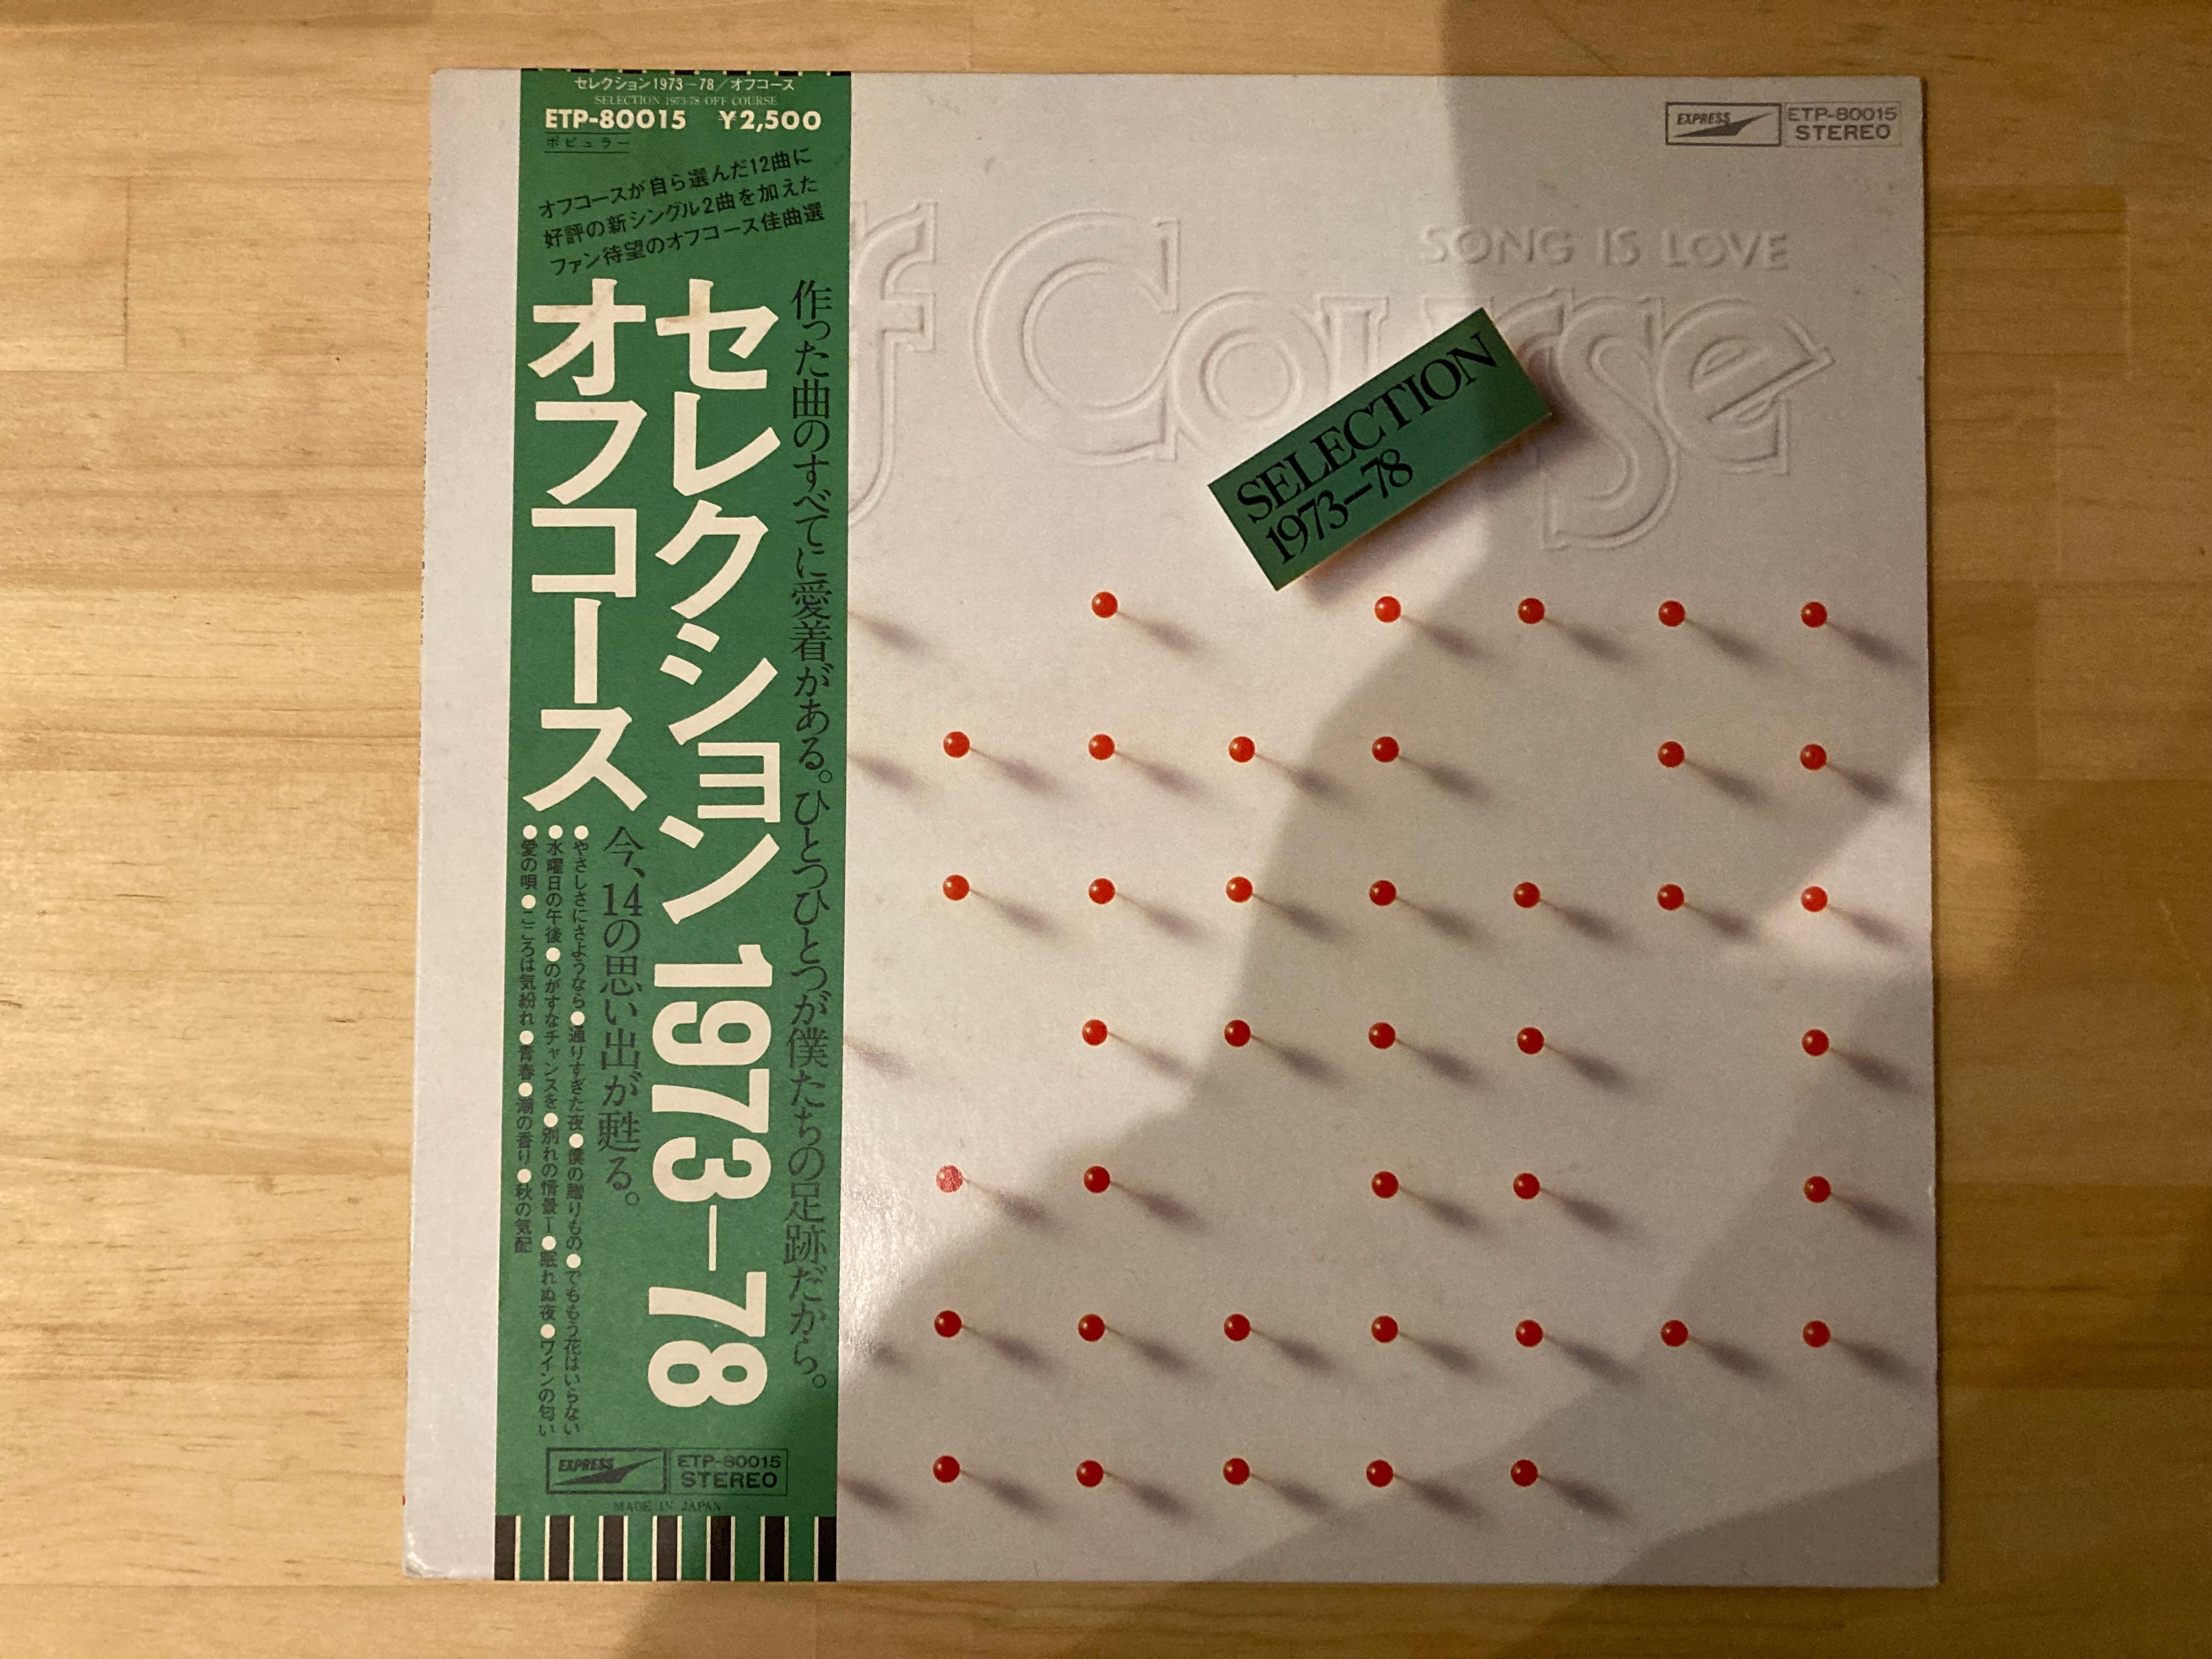 セレクション1973-78/オフコース
SELECTION 1973-78 OFF COURSE
ETP-80015 ¥2,500
ポピュラー
オフコースが自ら選んだ12曲に
好評の新シングル2曲を加えた
ファン待望のオフコース佳曲選
作った曲のすべてに愛着がある。ひとつひとつが僕たちの足跡だから。
セレクション1973-78
オフコース
今、14の思い出が甦る。
●やさしさにさようなら●通りすぎた夜●僕の贈りもの●でももう花はいらない
●水曜日の午後●のがすなチャンスを●別れの情景Ⅰ●眠れぬ夜●ワインの匂い
●愛の唄●こころは気紛れ●青春●潮の香り●秋の気配
EXPRESS
ETP-80015
STEREO
MADE IN JAPAN
EXPRESS
ETP-80015
STEREO
SONG IS LOVE
f Course
SELECTION
1973-78